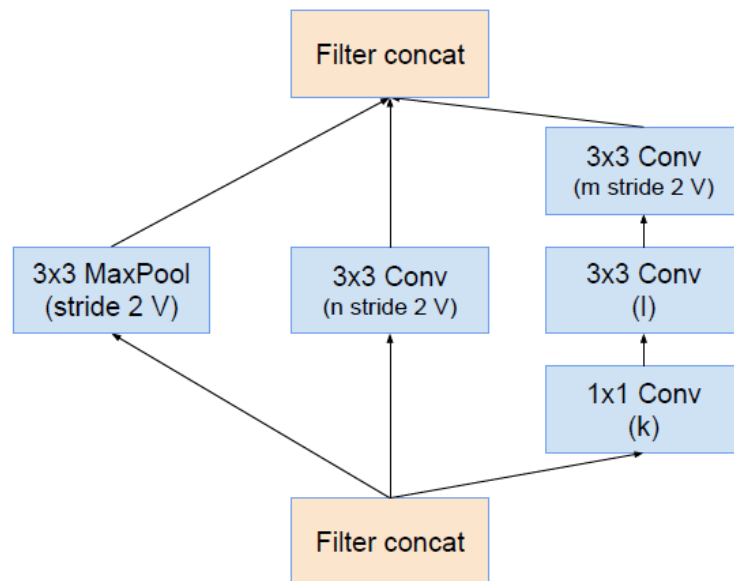 Filter concat
3x3 Conv
(m stride 2 V)
3x3 MaxPool
(stride 2 V)
3x3 Conv
(n stride 2 V)
3x3 Conv
(l)
1x1 Conv
(k)
Filter concat